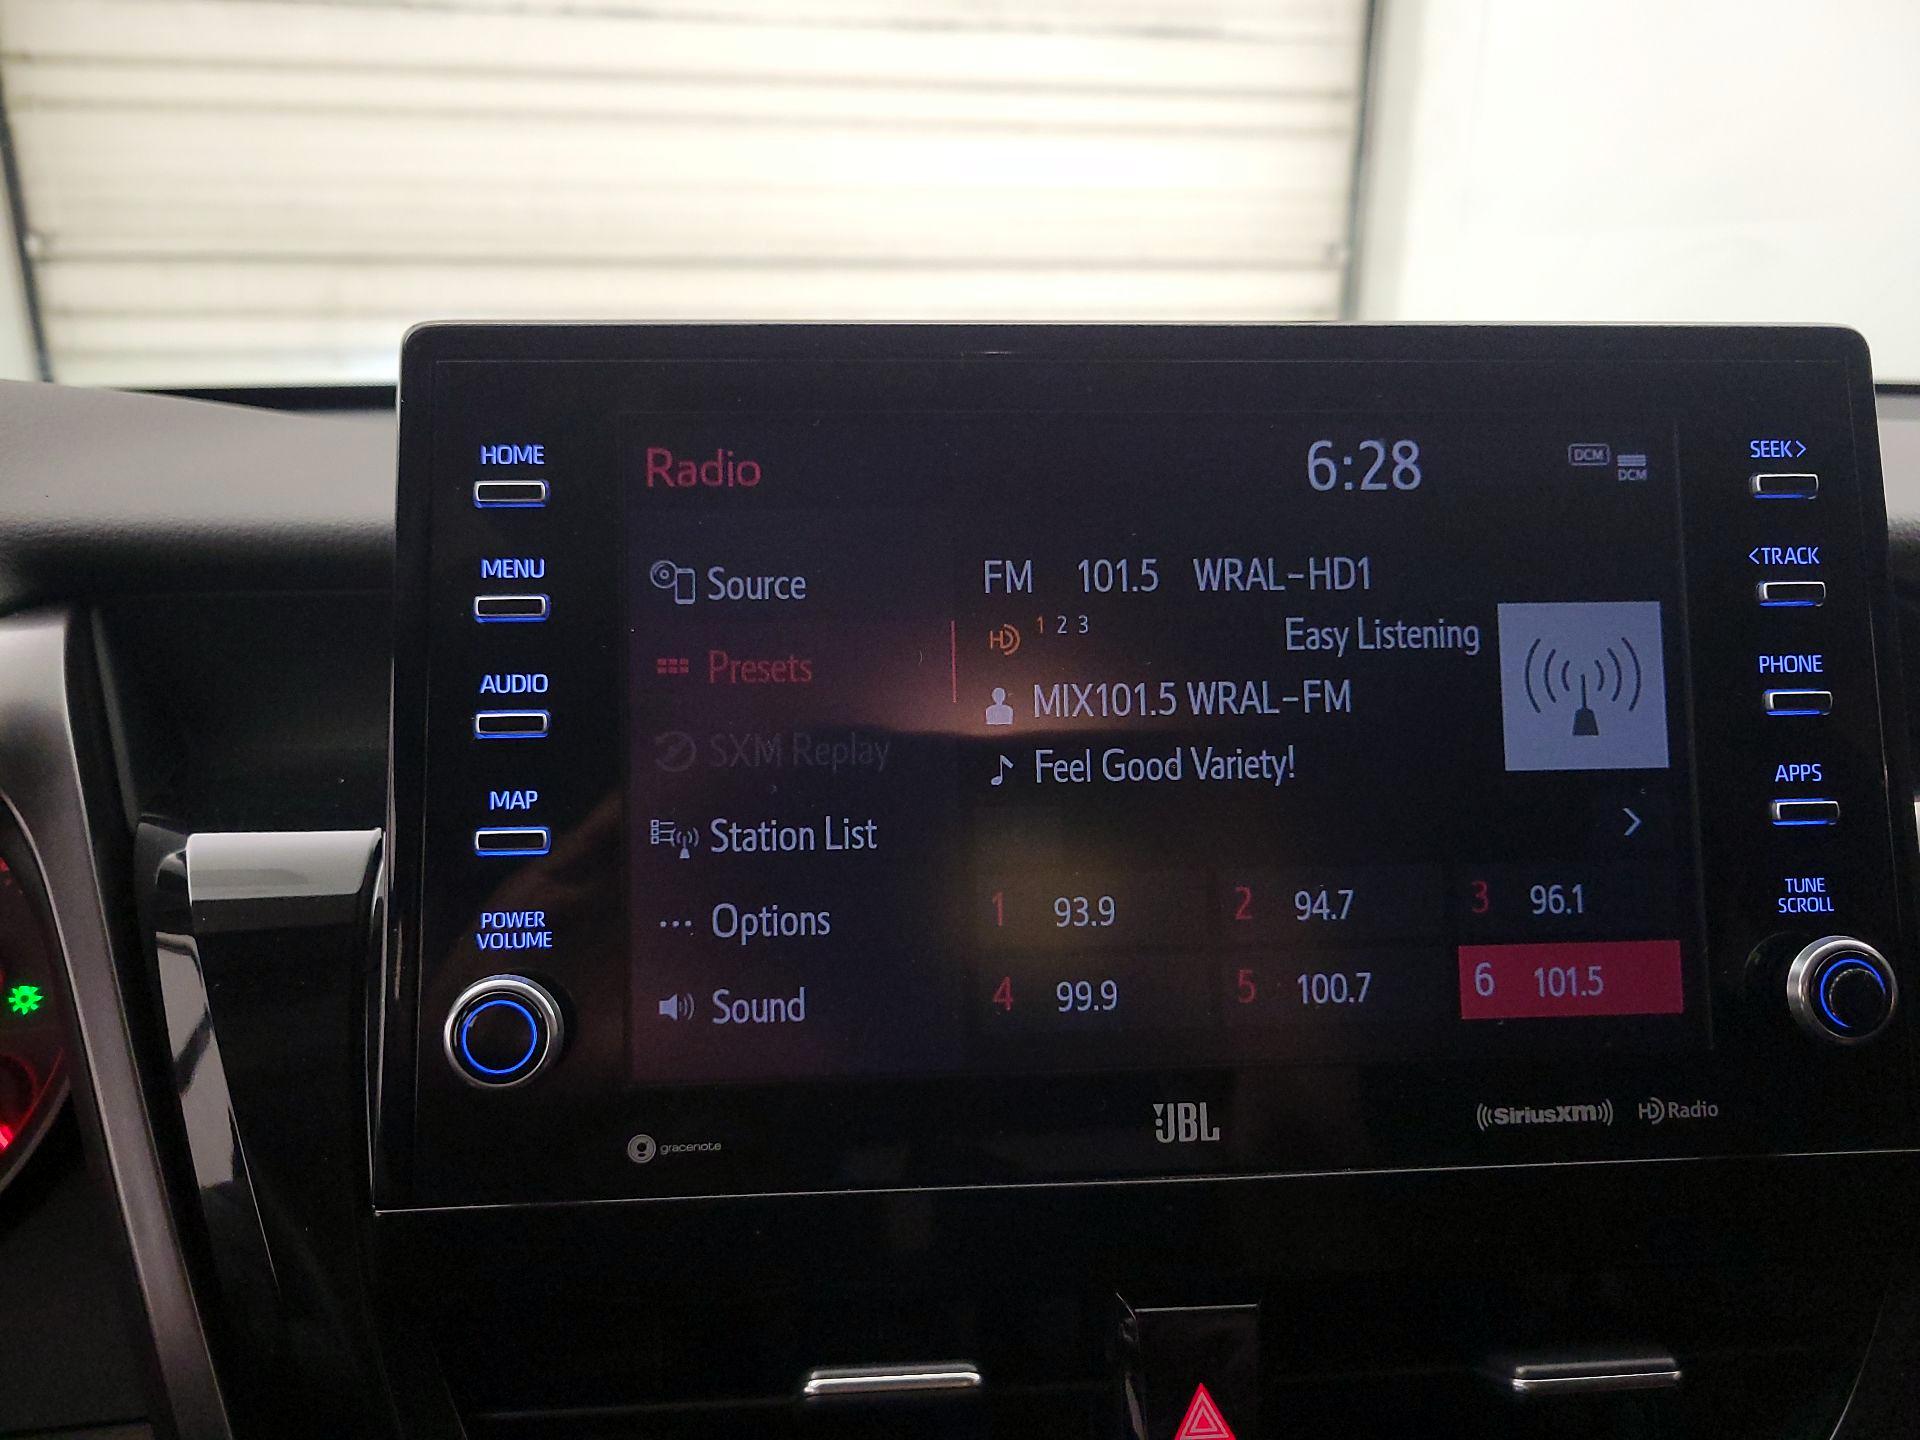 HOME
MENU
AUDIO
MAP
POWER
VOLUME
Radio
6:28
DCM
DCM
Source
Presets
SXM Replay
Station List
Options
Sound
FM 101.5 WRAL-HD1
HD 1 2 3
Easy Listening
MIX101.5 WRAL-FM
Feel Good Variety!
1 93.9
2 94.7
3 96.1
4 99.9
5 100.7
6 101.5
SEEK>
<TRACK
PHONE
APPS
TUNE
SCROLL
gracenote
JBL
SiriusXM
HD Radio